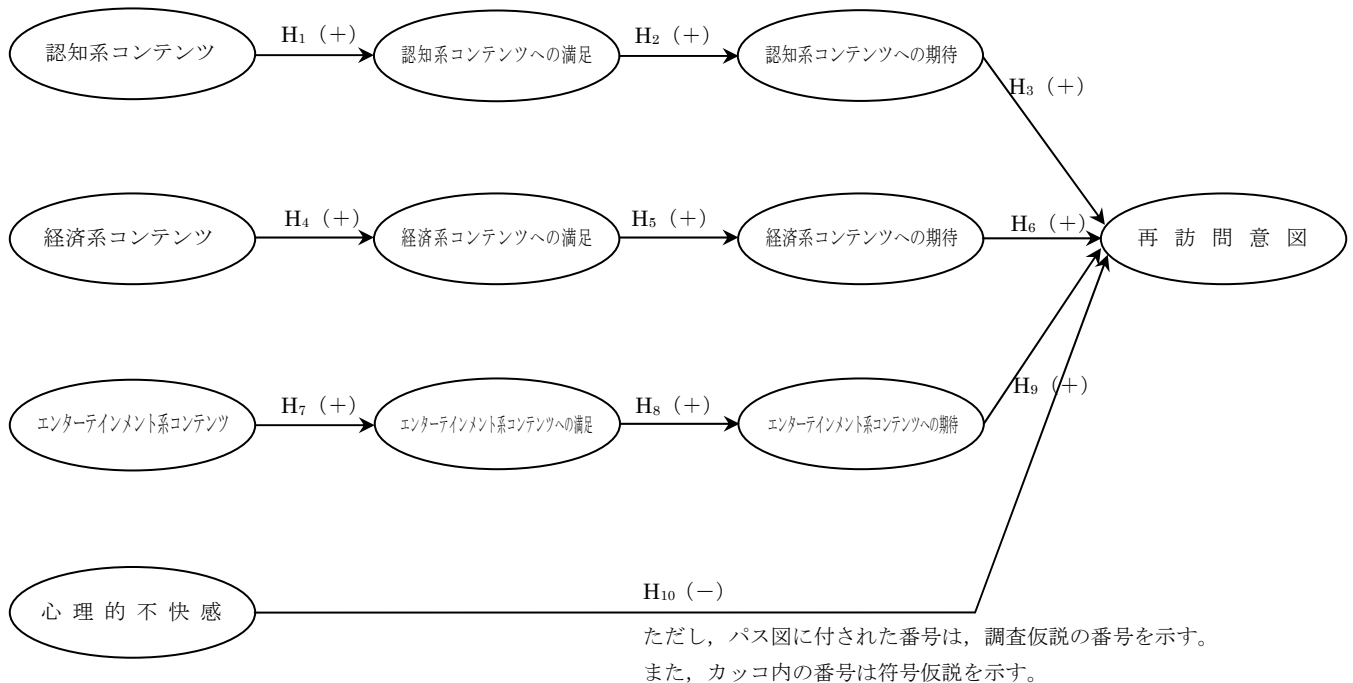 認知系コンテンツ
H₁（＋）
認知系コンテンツへの満足
H₂（＋）
認知系コンテンツへの期待
H₃（＋）
経済系コンテンツ
H₄（＋）
経済系コンテンツへの満足
H₅（＋）
経済系コンテンツへの期待
H₆（＋）
再訪問意図
エンターテインメント系コンテンツ
H₇（＋）
エンターテインメント系コンテンツへの満足
H₈（＋）
エンターテインメント系コンテンツへの期待
H₉（＋）
心理的不快感
H₁₀（－）
ただし，パス図に付された番号は，調査仮説の番号を示す。
また，カッコ内の番号は符号仮説を示す。